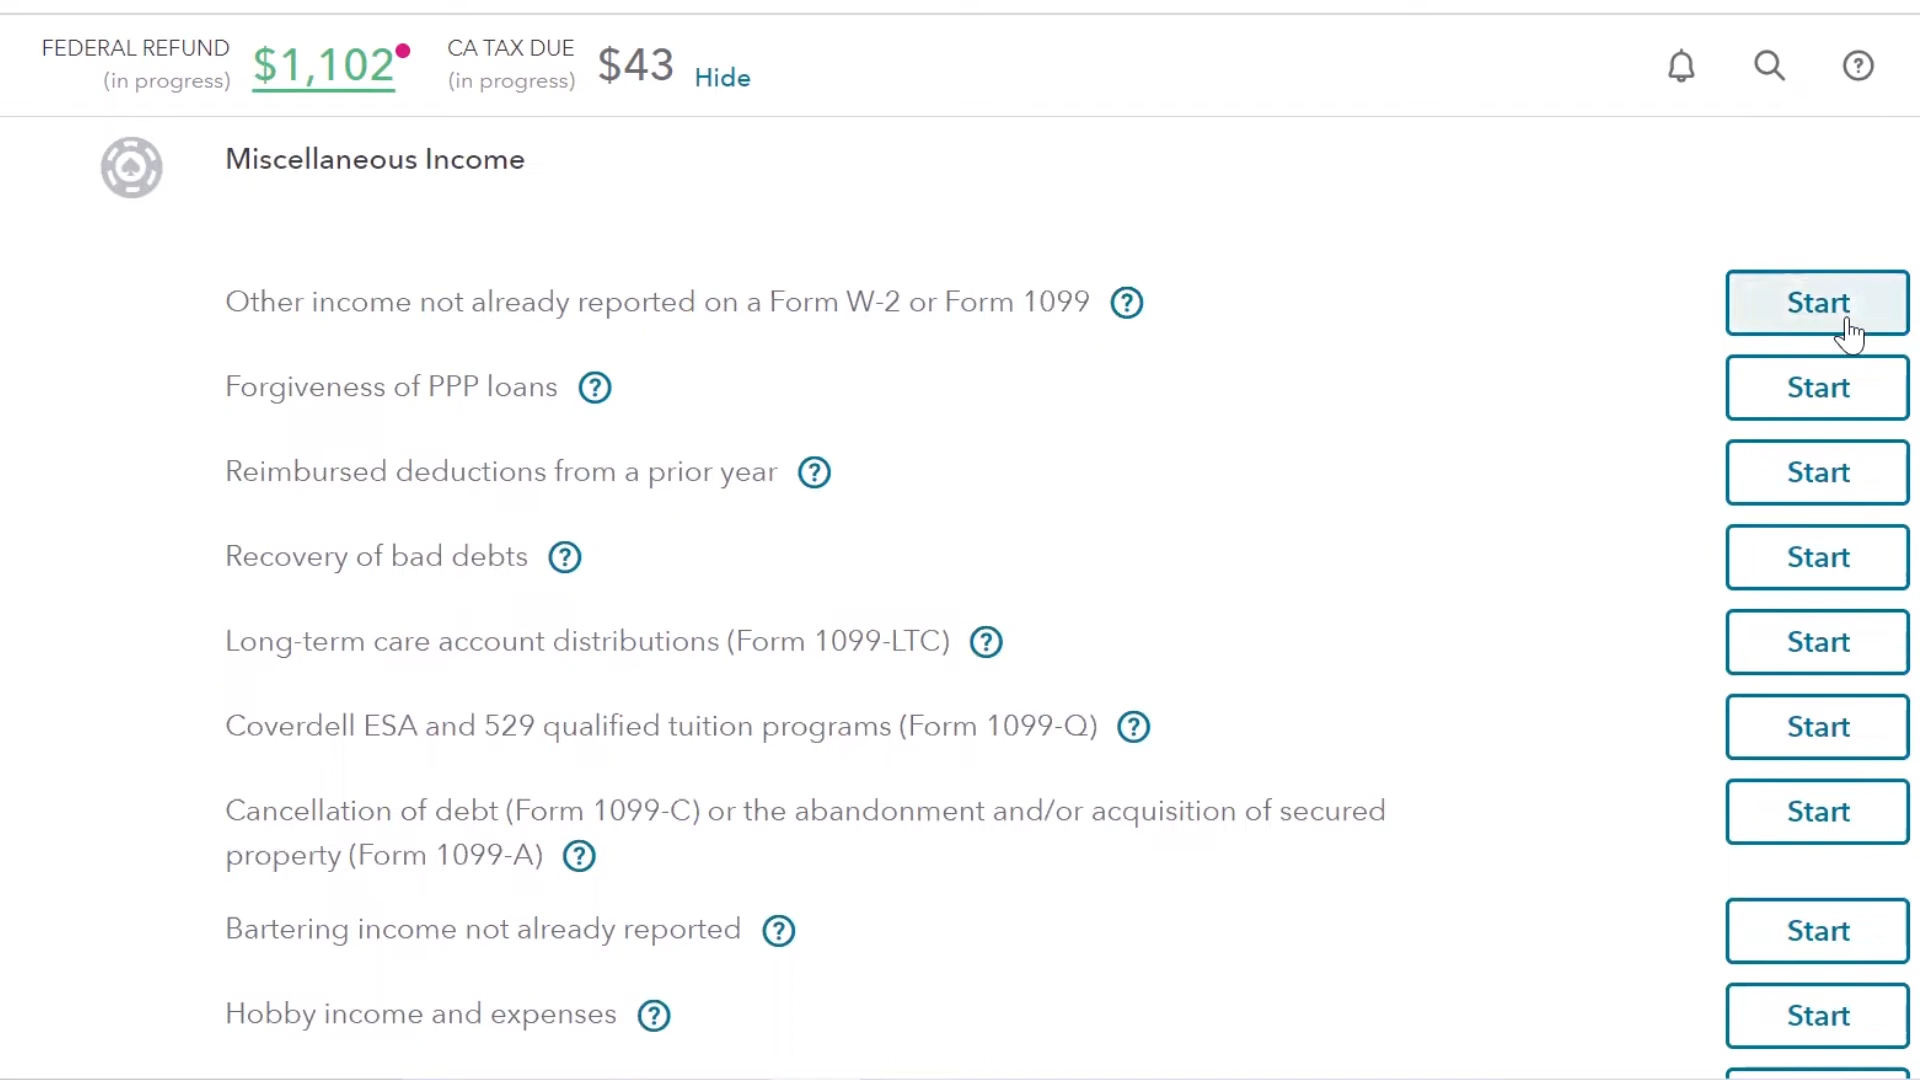 FEDERAL REFUND
(in progress)
$1,102
CA TAX DUE
(in progress)
$43
Hide
Miscellaneous Income
Other income not already reported on a Form W-2 or Form 1099 ?
Start
Forgiveness of PPP loans ?
Start
Reimbursed deductions from a prior year ?
Start
Recovery of bad debts ?
Start
Long-term care account distributions (Form 1099-LTC) ?
Start
Coverdell ESA and 529 qualified tuition programs (Form 1099-Q) ?
Start
Cancellation of debt (Form 1099-C) or the abandonment and/or acquisition of secured
property (Form 1099-A) ?
Start
Bartering income not already reported ?
Start
Hobby income and expenses ?
Start